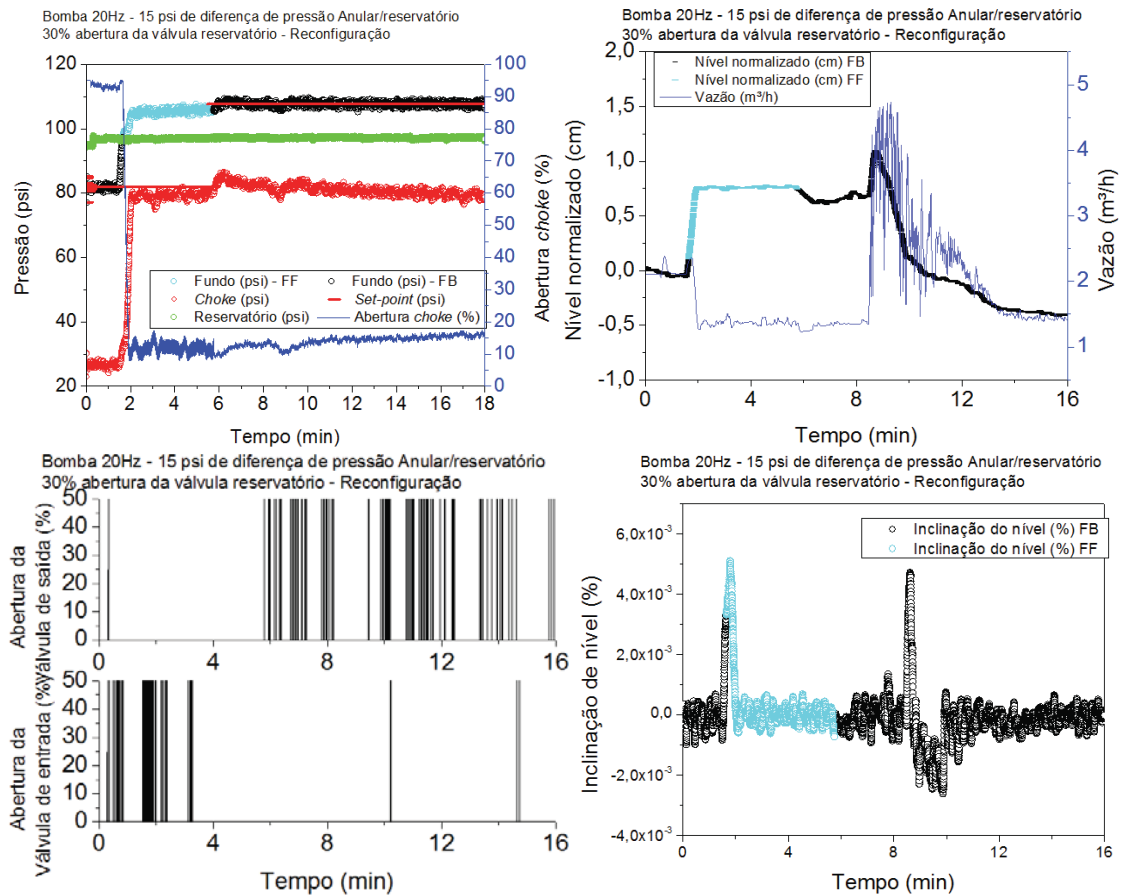 Bomba 20Hz - 15 psi de diferença de pressão Anular/reservatório
30% abertura da válvula reservatório - Reconfiguração
120
100
80
60
40
20
Pressão (psi)
100
90
80
70
60
50
40
30
20
10
0
Abertura choke (%)
Fundo (psi) - FF
Fundo (psi) - FB
Choke (psi)
Set-point (psi)
Reservatório (psi)
Abertura choke (%)
0 2 4 6 8 10 12 14 16 18
Tempo (min)
Bomba 20Hz - 15 psi de diferença de pressão Anular/reservatório
30% abertura da válvula reservatório - Reconfiguração
2,0
1,5
1,0
0,5
0,0
-0,5
-1,0
Nível normalizado (cm)
Nível normalizado (cm) FB
Nível normalizado (cm) FF
Vazão (m³/h)
5
4
3
2
1
Vazão (m³/h)
0 4 8 12 16
Tempo (min)
Bomba 20Hz - 15 psi de diferença de pressão Anular/reservatório
30% abertura da válvula reservatório - Reconfiguração
50
40
30
20
10
0
Abertura da
válvula de saída (%)
0 4 8 12 16
50
40
30
20
10
0
Abertura da
Válvula de entrada (%)
0 4 8 12 16
Tempo (min)
Bomba 20Hz - 15 psi de diferença de pressão Anular/reservatório
30% abertura da válvula reservatório - Reconfiguração
6,0x10⁻³
4,0x10⁻³
2,0x10⁻³
0,0
-2,0x10⁻³
-4,0x10⁻³
Inclinação de nível (%)
Inclinação do nível (%) FB
Inclinação do nível (%) FF
0 4 8 12 16
Tempo (min)